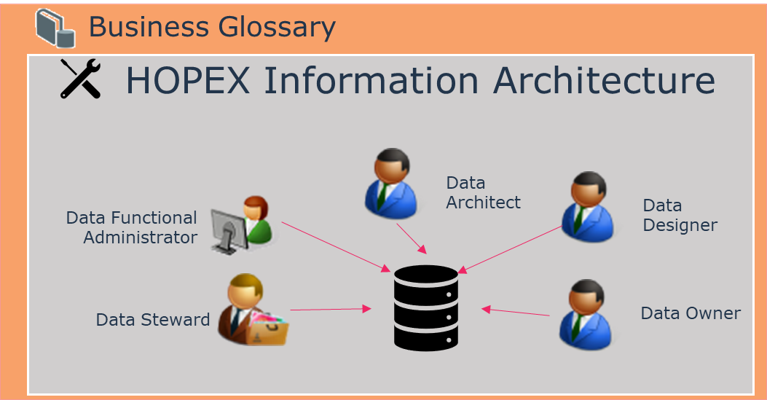 Business Glossary
HOPEX Information Architecture
Data
Architect
Data
Designer
Data Functional
Administrator
Data Steward
Data Owner